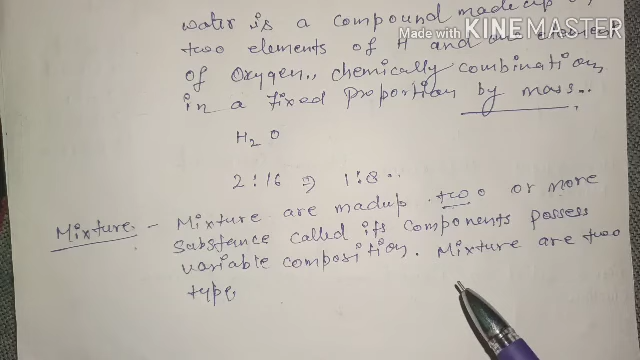 water is a compound made up
Made with KINEMASTER
two elements of H and
of Oxygen,, chemically combination
in a fixed proportion by mass..
H2O
2:16 ⇒ 1:8..
Mixture. - Mixture are madeup two or more
Substance called its components possess
variable composition. Mixture are two
type.